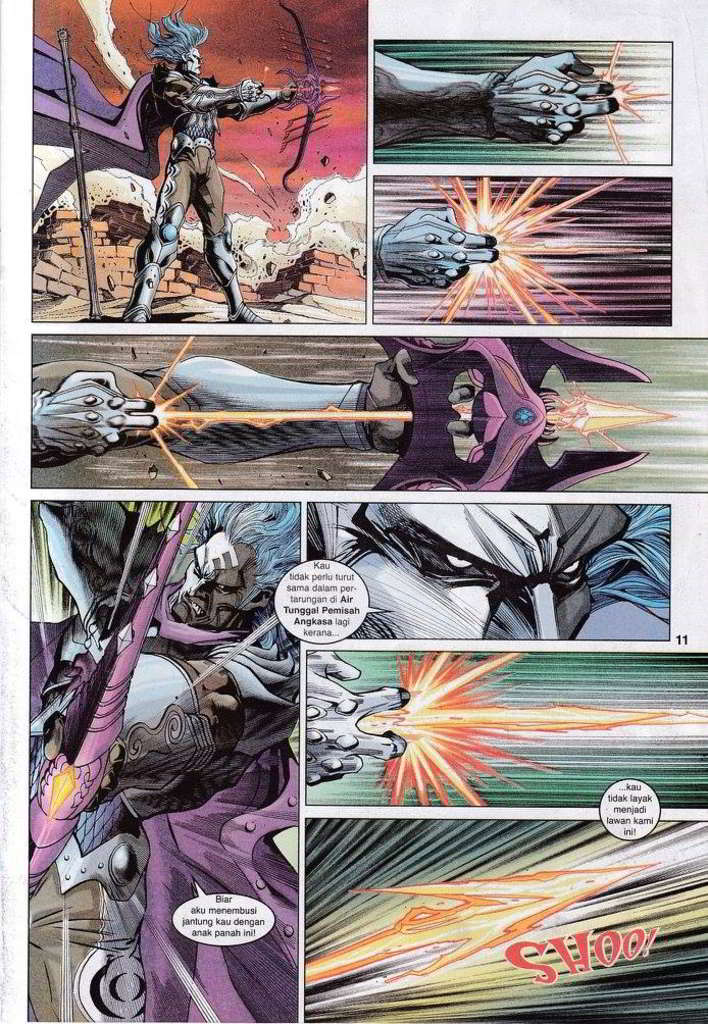 Kau
tidak perlu turut
sama dalam per-
tarungan di Air
Tunggal Pemisah
Angkasa lagi
kerana...
11
...kau
tidak layak
menjadi
lawan kami
ini!
Biar
aku menembusi
jantung kau dengan
anak panah ini!
SHOO!